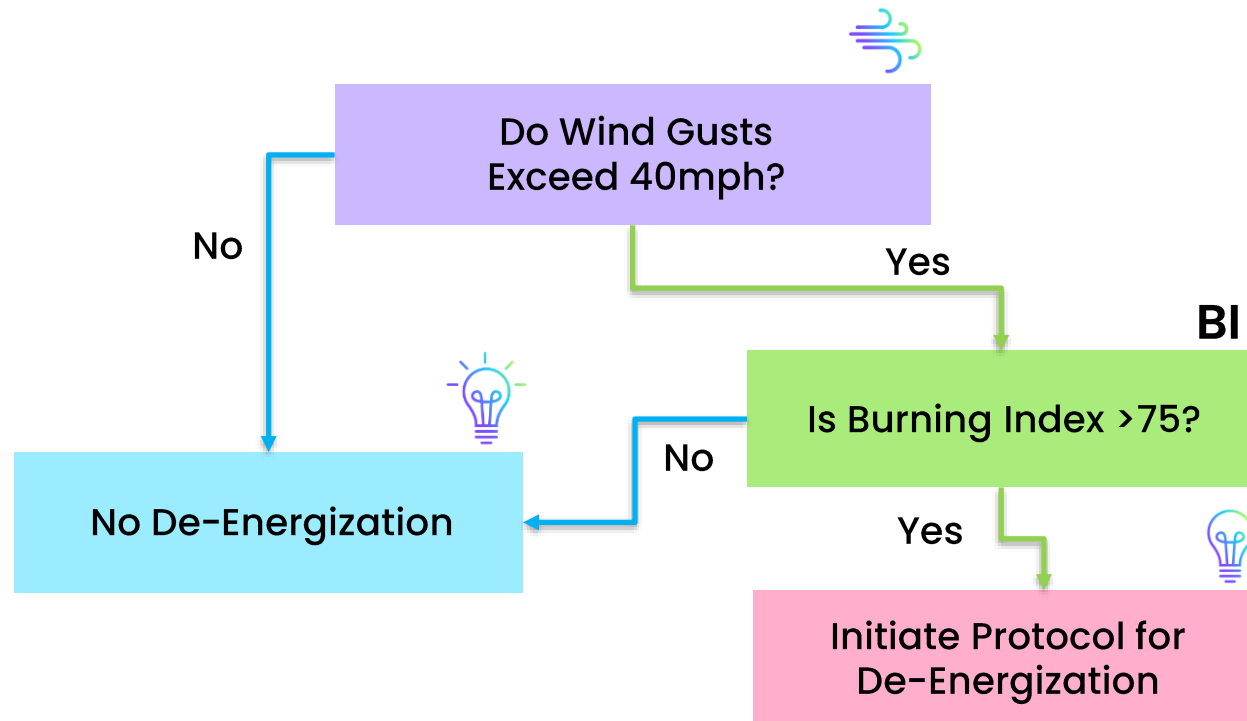 Do Wind Gusts
Exceed 40mph?
No
Yes
BI
Is Burning Index >75?
No
No De-Energization
Yes
Initiate Protocol for
De-Energization